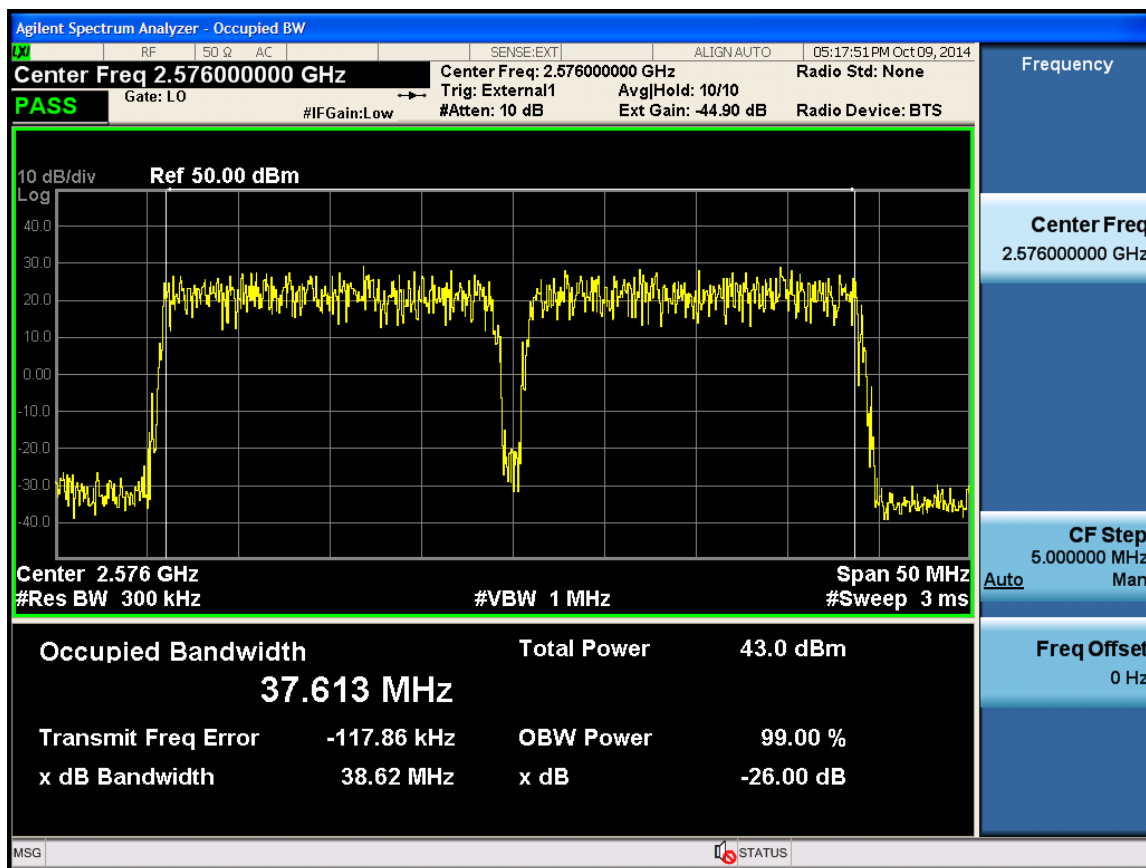 Agilent Spectrum Analyzer - Occupied BW
LXI RF 50 Ω AC SENSE:EXT ALIGN AUTO 05:17:51 PM Oct 09, 2014
Center Freq 2.576000000 GHz
PASS
Gate: LO
#IFGain:Low
Center Freq: 2.576000000 GHz
Trig: External1 Avg|Hold: 10/10
#Atten: 10 dB Ext Gain: -44.90 dB
Radio Std: None
Radio Device: BTS
10 dB/div Ref 50.00 dBm
Log
40.0
30.0
20.0
10.0
0.00
-10.0
-20.0
-30.0
-40.0
Center 2.576 GHz Span 50 MHz
#Res BW 300 kHz #VBW 1 MHz #Sweep 3 ms
Occupied Bandwidth Total Power 43.0 dBm
37.613 MHz
Transmit Freq Error -117.86 kHz OBW Power 99.00 %
x dB Bandwidth 38.62 MHz x dB -26.00 dB
Frequency
Center Freq
2.576000000 GHz
CF Step
5.000000 MHz
Auto Man
Freq Offset
0 Hz
MSG STATUS